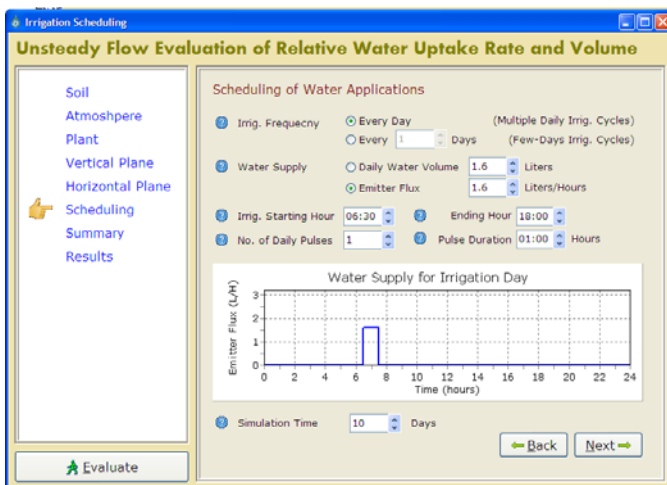 Irrigation Scheduling
Unsteady Flow Evaluation of Relative Water Uptake Rate and Volume
Soil
Atmoshpere
Plant
Vertical Plane
Horizontal Plane
Scheduling
Summary
Results
Evaluate
Scheduling of Water Applications
? Irrig. Frequecny Every Day (Multiple Daily Irrig. Cycles)
Every 1 Days (Few-Days Irrig. Cycles)
? Water Supply Daily Water Volume 1.6 Liters
Emitter Flux 1.6 Liters/Hours
? Irrig. Starting Hour 06:30 ? Ending Hour 18:00
? No. of Daily Pulses 1 ? Pulse Duration 01:00 Hours
Water Supply for Irrigation Day
Emitter Flux (L/H)
3
2
1
0
0 2 4 6 8 10 12 14 16 18 20 22 24
Time (hours)
? Simulation Time 10 Days
Back Next